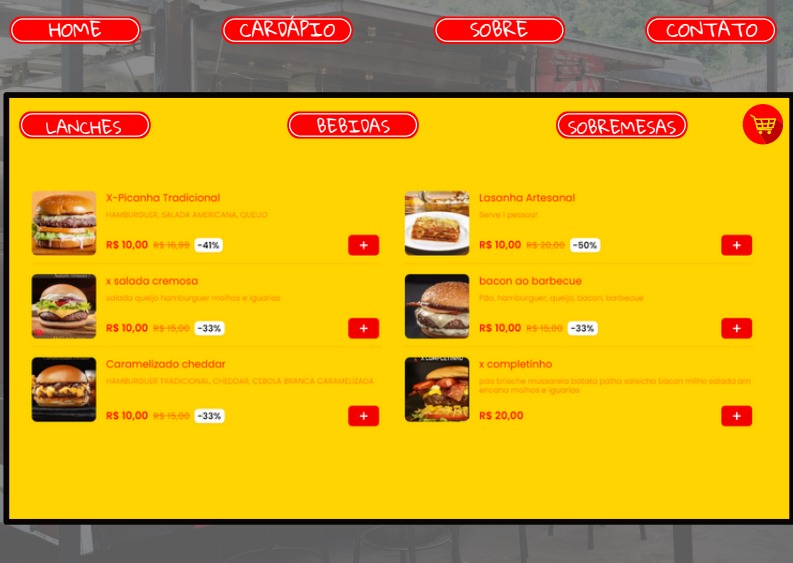 HOME
CARDÁPIO
SOBRE
CONTATO
LANCHES
BEBIDAS
SOBREMESAS
X-Picanha Tradicional
HAMBURGUER, SALADA AMERICANA, QUEIJO
R$ 10,00 R$ 16,99 -41%
+
Lasanha Artesanal
Serve 1 pessoa!
R$ 10,00 R$ 20,00 -50%
+
x salada cremosa
salada queijo hamburguer molhos e iguarias
R$ 10,00 R$ 15,00 -33%
+
bacon ao barbecue
Pão, hamburguer, queijo, bacon, barbecue
R$ 10,00 R$ 15,00 -33%
+
Caramelizado cheddar
HAMBURGUER TRADICIONAL, CHEDDAR, CEBOLA BRANCA CARAMELIZADA
R$ 10,00 R$ 15,00 -33%
+
x completinho
pais brioche mussarela batata palha salsicha bacon milho salada am
ericana molhos e iguarias
R$ 20,00
+